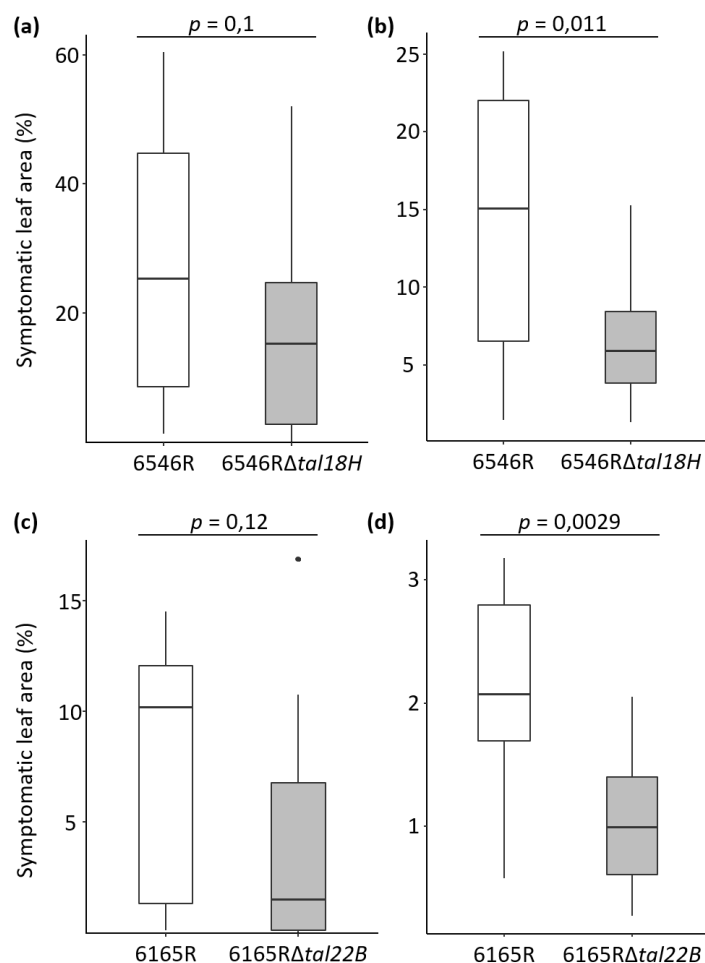 (a)
p = 0,1
Symptomatic leaf area (%)
60
40
20
6546R
6546RΔtal18H
(b)
p = 0,011
25
20
15
10
5
6546R
6546RΔtal18H
(c)
p = 0,12
Symptomatic leaf area (%)
15
10
5
6165R
6165RΔtal22B
(d)
p = 0,0029
3
2
1
6165R
6165RΔtal22B